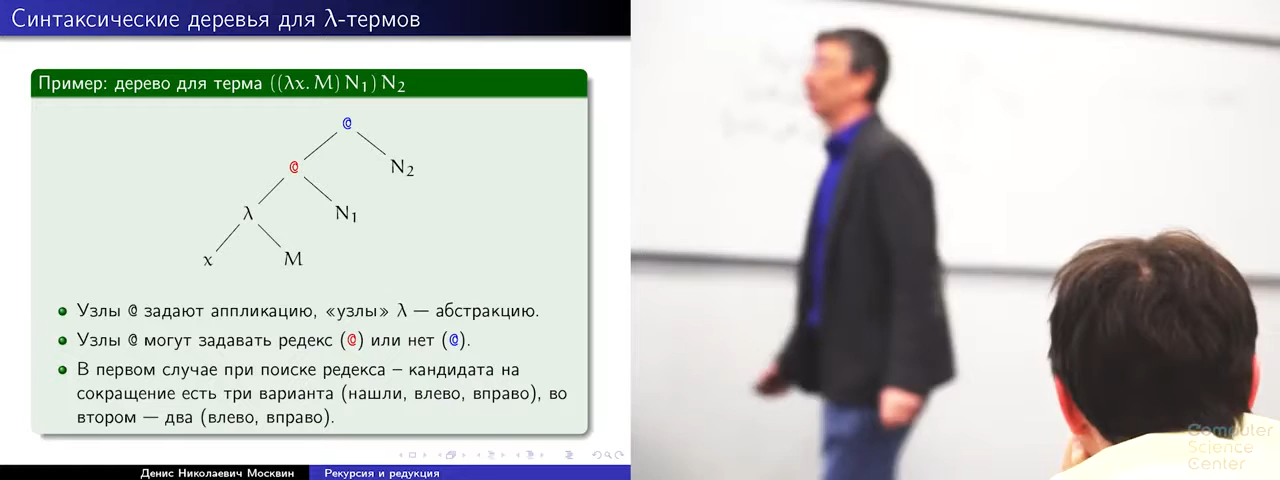 Синтаксические деревья для λ-термов
Пример: дерево для терма ((λx. M) N₁) N₂
@
@
N₂
λ
N₁
x
M
Узлы @ задают аппликацию, «узлы» λ — абстракцию.
Узлы @ могут задавать редекс (@) или нет (@).
В первом случае при поиске редекса – кандидата на
сокращение есть три варианта (нашли, влево, вправо), во
втором — два (влево, вправо).
Денис Николаевич Москвин
Рекурсия и редукция
Computer
Science
Center